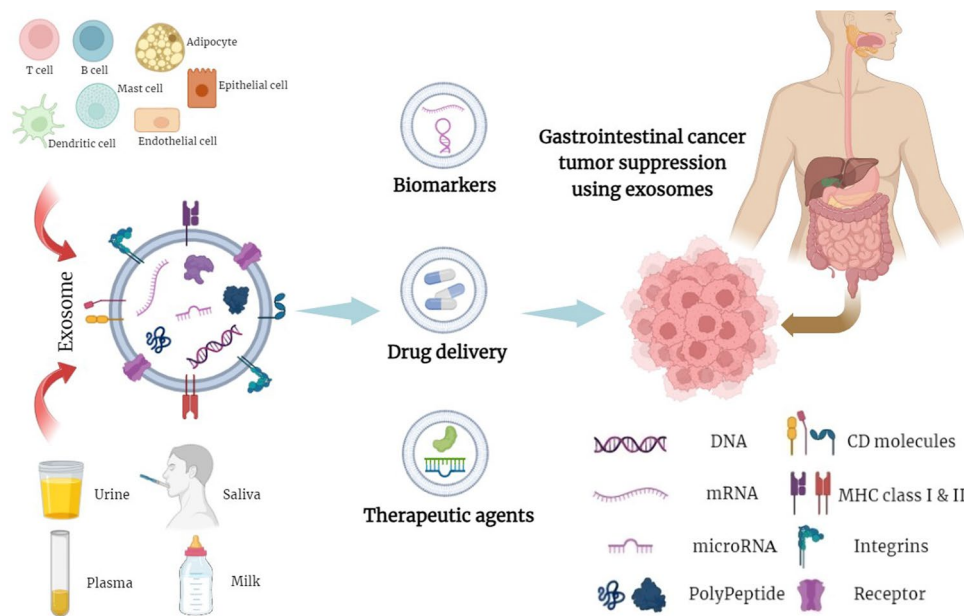 T cell
B cell
Adipocyte
Mast cell
Epithelial cell
Dendritic cell
Endothelial cell
Exosome
Urine
Saliva
Plasma
Milk
Biomarkers
Drug delivery
Therapeutic agents
Gastrointestinal cancer
tumor suppression
using exosomes
DNA
CD molecules
mRNA
MHC class I & II
microRNA
Integrins
PolyPeptide
Receptor